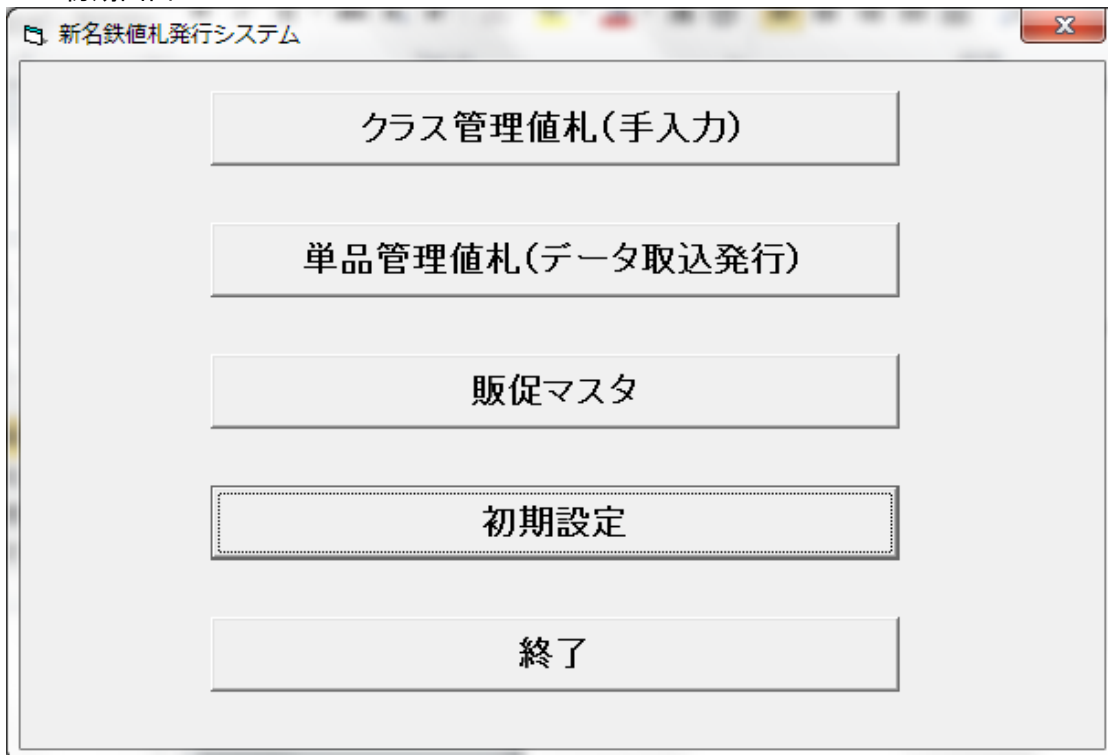 新名鉄値札発行システム
クラス管理値札(手入力)
単品管理値札(データ取込発行)
販促マスタ
初期設定
終了